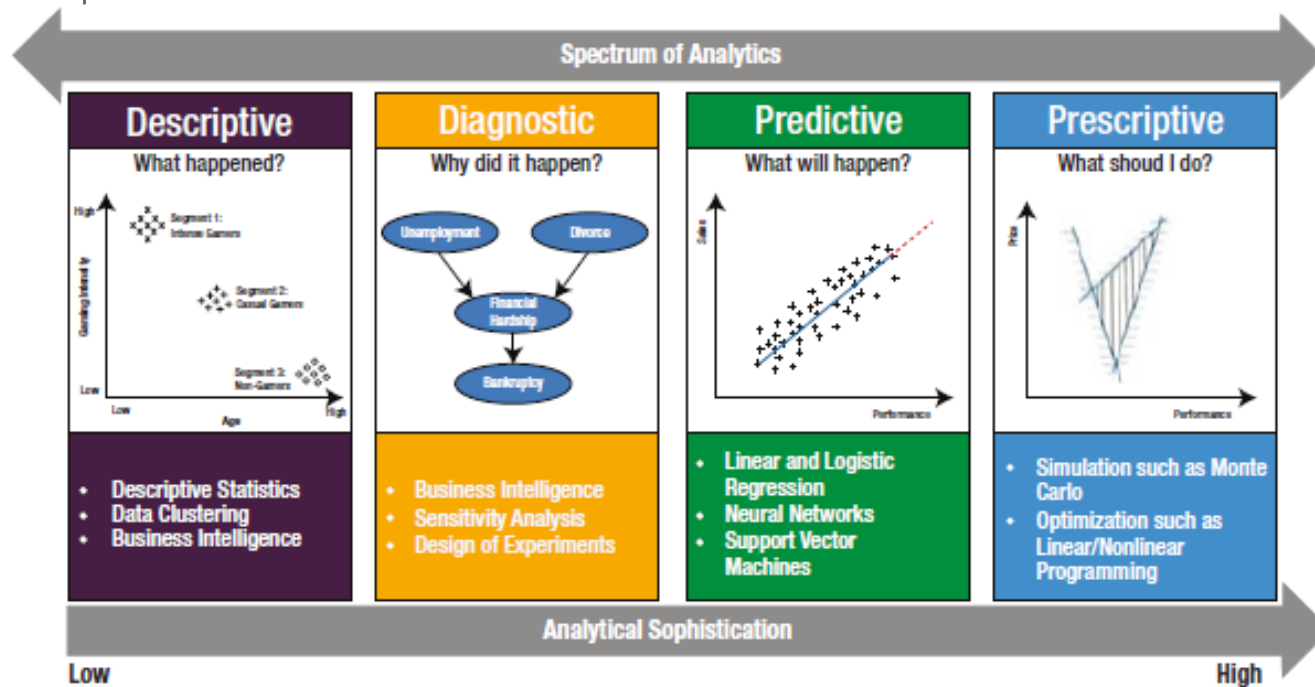 Spectrum of Analytics
Descriptive
What happened?
High
Gaming Intensity
Low
Segment 1:
Intense Gamers
Segment 2:
Casual Gamers
Segment 3:
Non-Gamers
Low
High
Age
• Descriptive Statistics
• Data Clustering
• Business Intelligence
Diagnostic
Why did it happen?
Unemployment
Divorce
Financial
Hardship
Bankruptcy
• Business Intelligence
• Sensitivity Analysis
• Design of Experiments
Predictive
What will happen?
Sales
Performance
• Linear and Logistic
Regression
• Neural Networks
• Support Vector
Machines
Prescriptive
What shoud I do?
Price
Performance
• Simulation such as Monte
Carlo
• Optimization such as
Linear/Nonlinear
Programming
Analytical Sophistication
Low
High